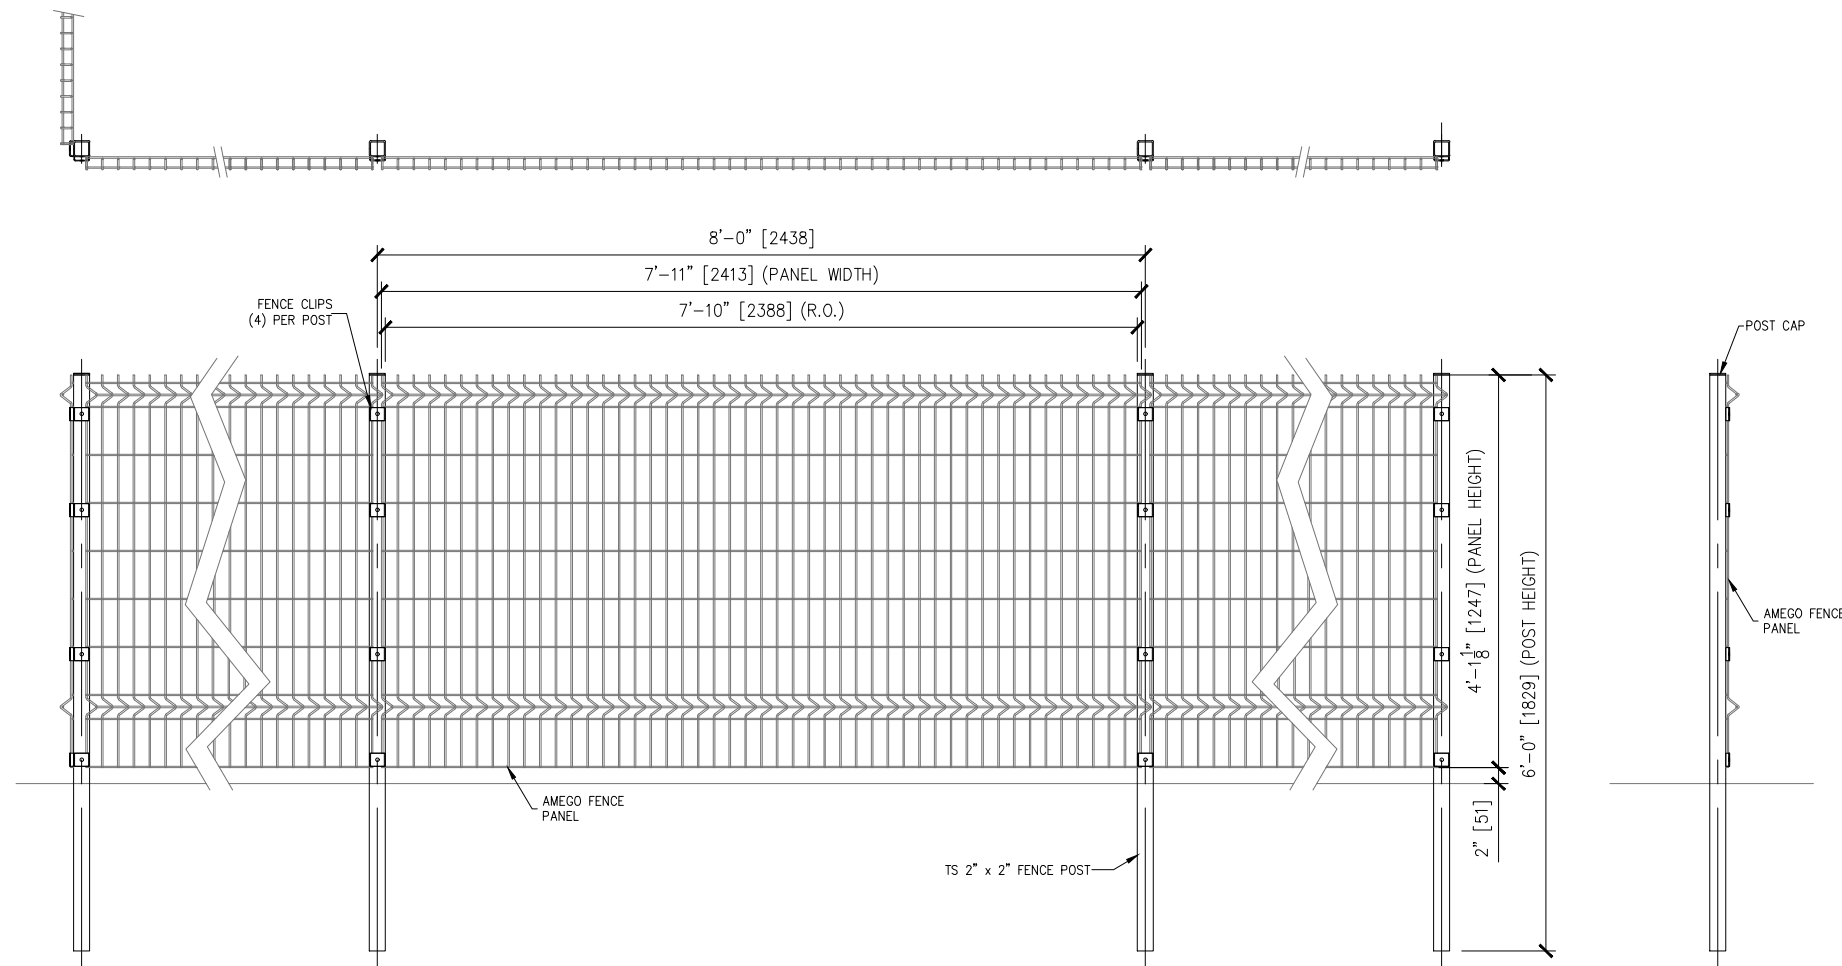 8'-0" [2438]
7'-11" [2413] (PANEL WIDTH)
7'-10" [2388] (R.O.)
FENCE CLIPS
(4) PER POST
POST CAP
4'-1 1/8" [1247] (PANEL HEIGHT)
6'-0" [1829] (POST HEIGHT)
2" [51]
AMEGO FENCE
PANEL
AMEGO FENCE
PANEL
TS 2" x 2" FENCE POST